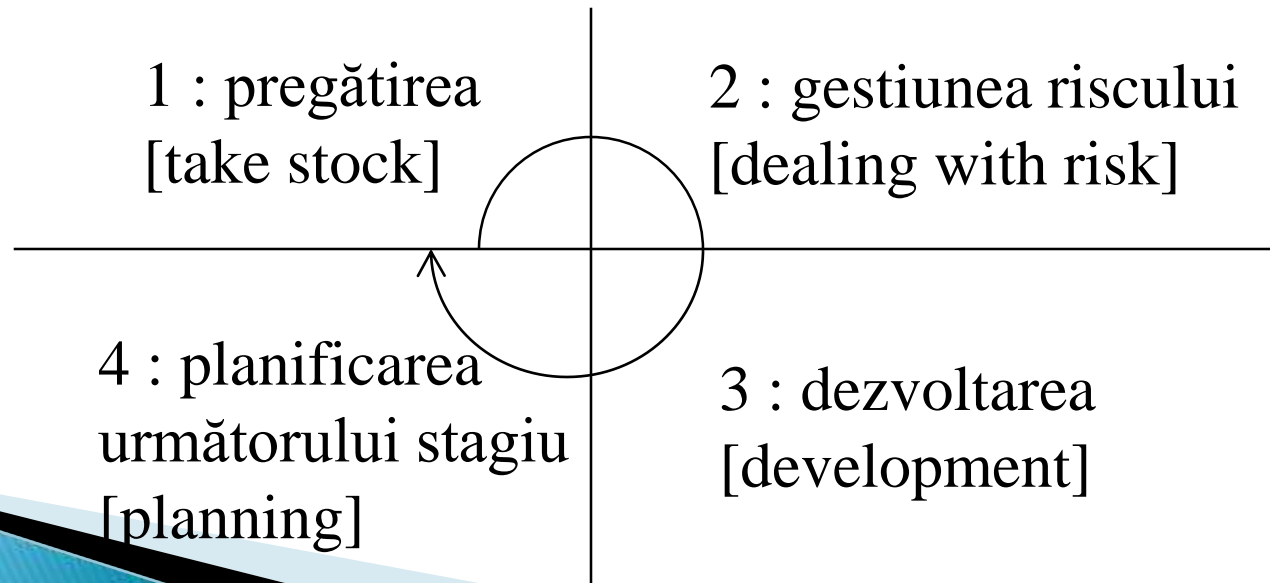 1 : pregătirea
[take stock]
2 : gestiunea riscului
[dealing with risk]
3 : dezvoltarea
[development]
4 : planificarea
următorului stagiu
[planning]